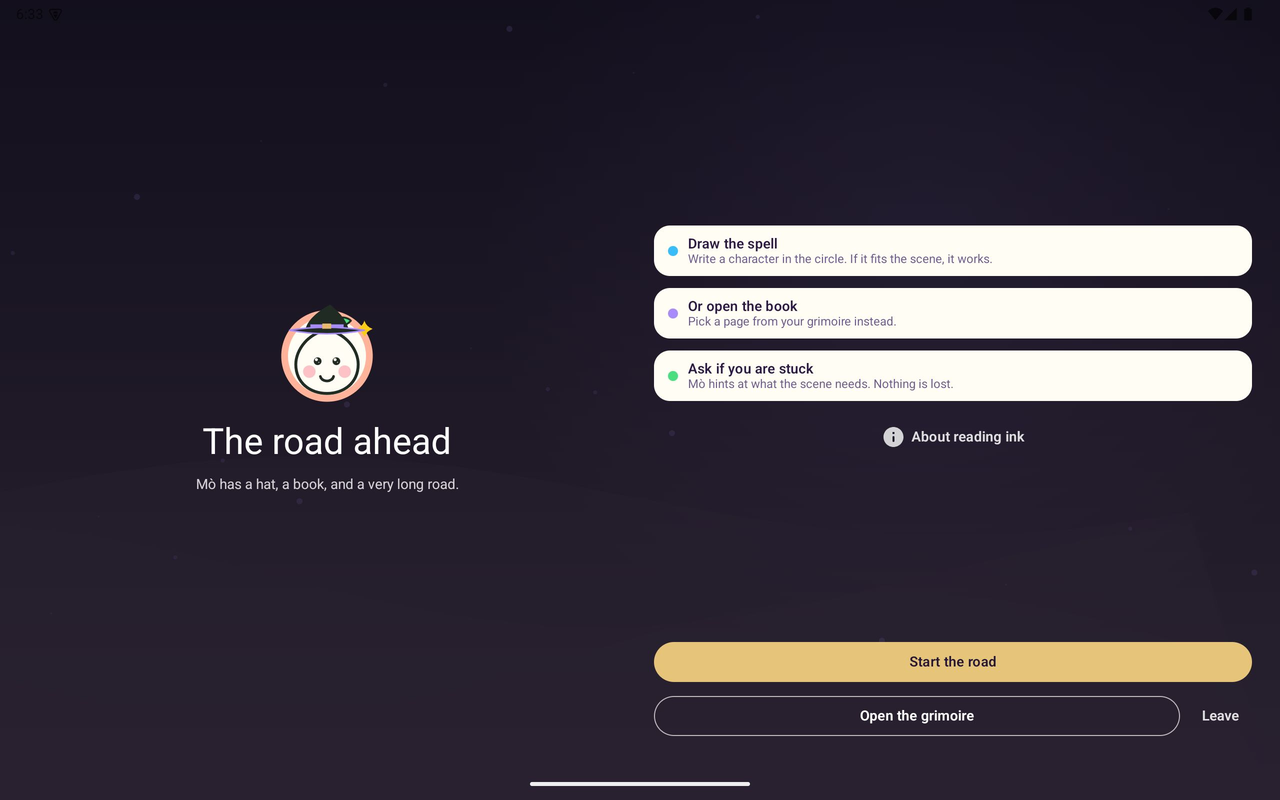 6:33
The road ahead
Mò has a hat, a book, and a very long road.
Draw the spell
Write a character in the circle. If it fits the scene, it works.
Or open the book
Pick a page from your grimoire instead.
Ask if you are stuck
Mò hints at what the scene needs. Nothing is lost.
About reading ink
Start the road
Open the grimoire
Leave